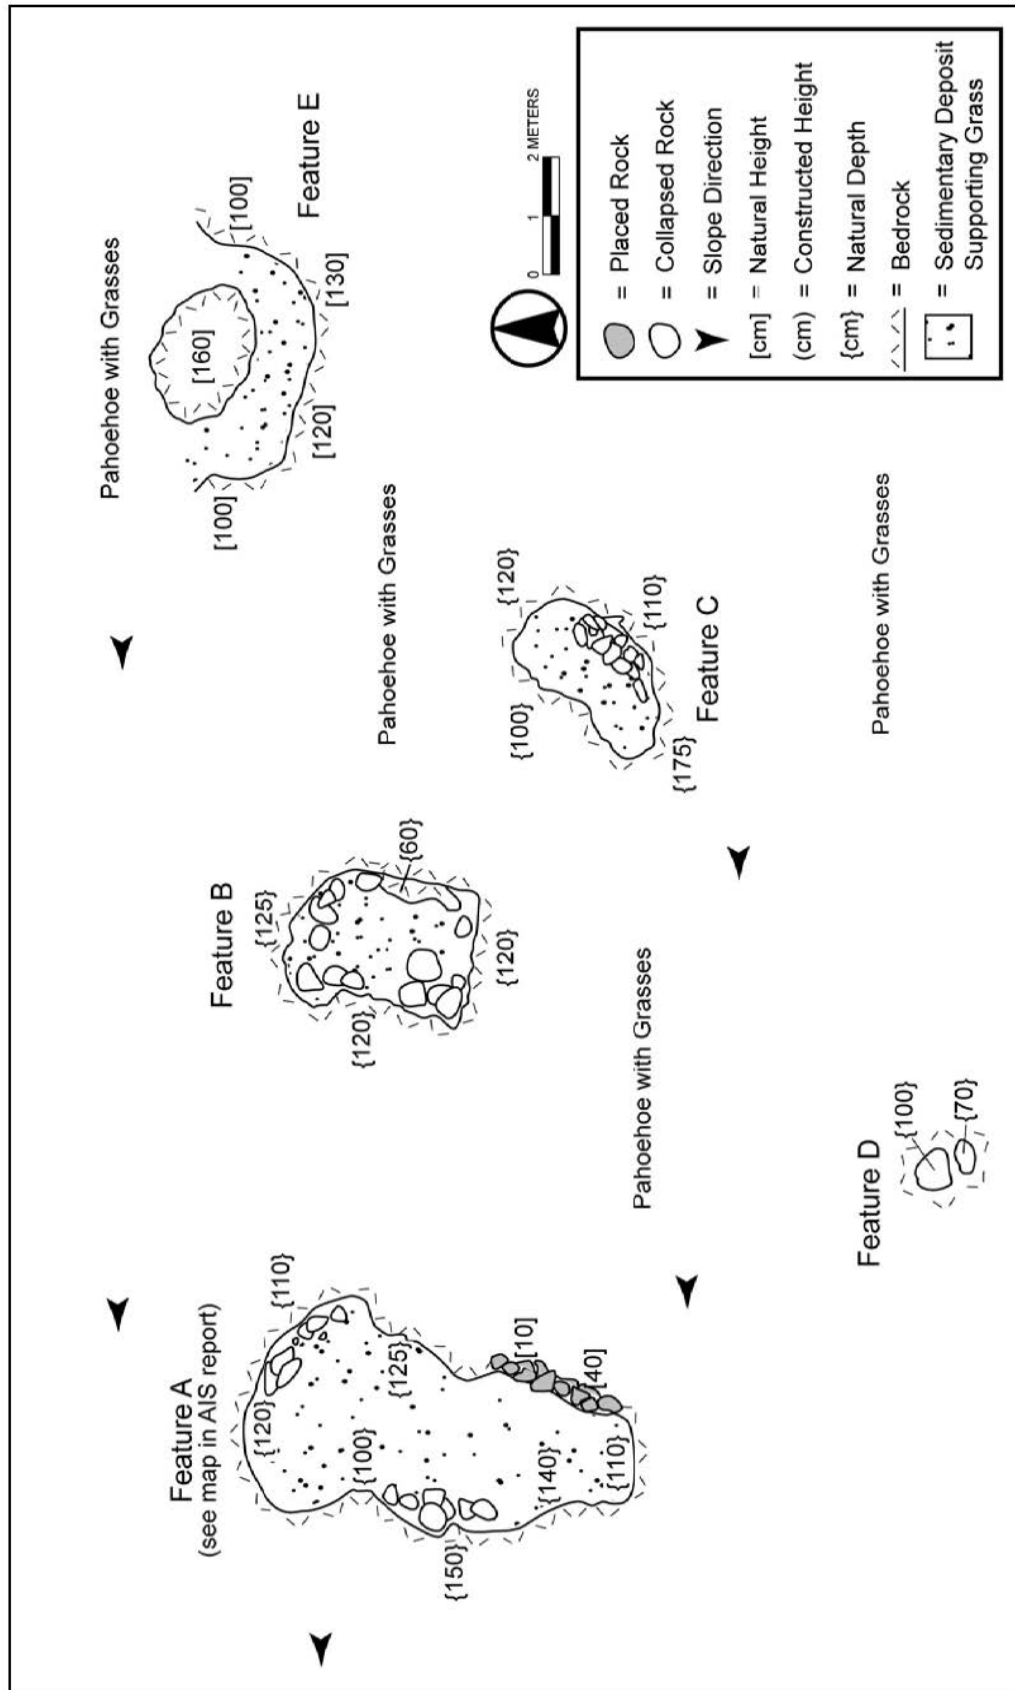 Feature A
(see map in AIS report)
{120}
{110}
{100}
{125}
{150}
{140}
{110}
[10]
[40]
Feature B
{125}
{120}
{60}
{120}
Pahoehoe with Grasses
Feature D
{100}
{70}
Pahoehoe with Grasses
Feature E
[100]
[160]
[120]
[130]
[100]
Pahoehoe with Grasses
{100}
{120}
{175}
{110}
Feature C
Pahoehoe with Grasses
0 1 2 METERS
= Placed Rock
= Collapsed Rock
= Slope Direction
[cm] = Natural Height
(cm) = Constructed Height
{cm} = Natural Depth
= Bedrock
= Sedimentary Deposit
Supporting Grass